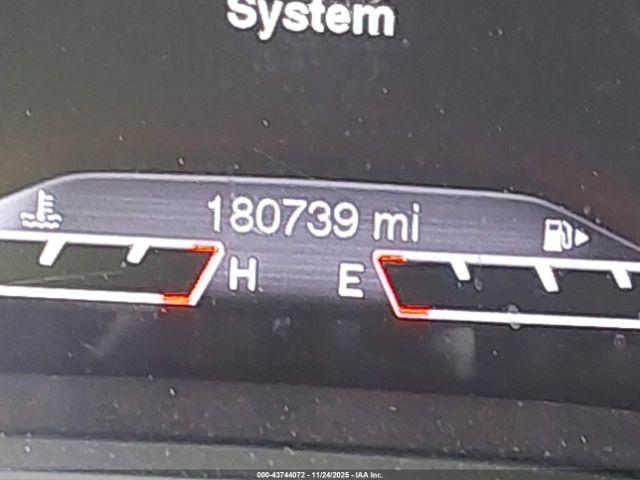 System
180739 mi
H E
000-43744072 - 11/24/2025 - IAA Inc.